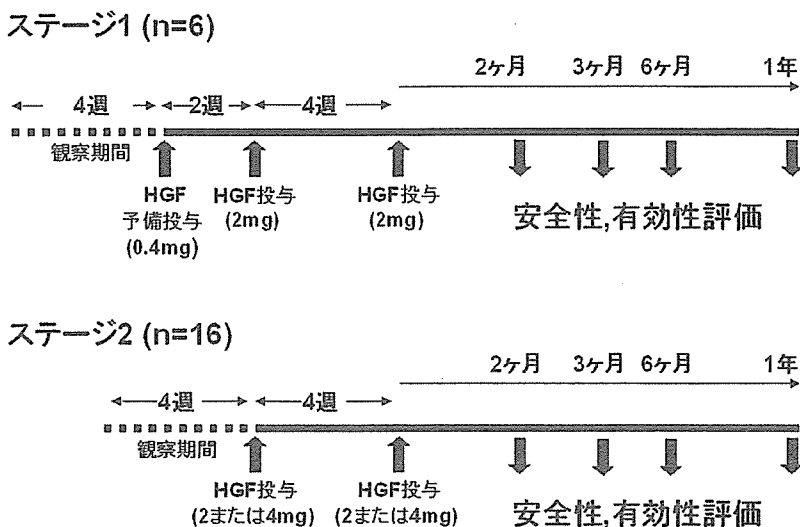 ステージ1 (n=6)
2ヶ月 3ヶ月 6ヶ月 1年
4週 2週 4週
観察期間
HGF HGF投与 HGF投与
予備投与 (2mg) (2mg)
(0.4mg)
安全性,有効性評価
ステージ2 (n=16)
2ヶ月 3ヶ月 6ヶ月 1年
4週 4週
観察期間
HGF投与 HGF投与
(2または4mg) (2または4mg)
安全性,有効性評価